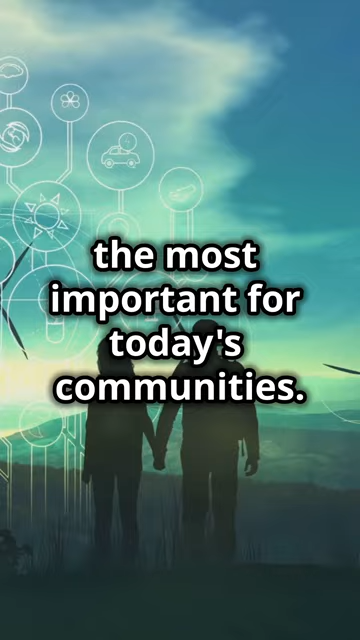 the most
important for
today's
communities.